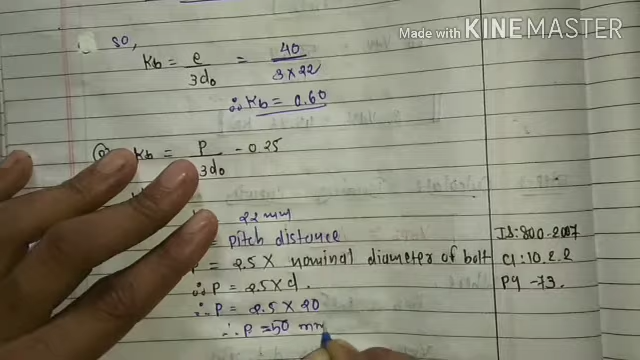 Made with KINEMASTER
so,
Kb = e / 3d₀ = 40 / 3×22
∴ Kb = 0.60
② Kb = P / 3d₀ - 0.25
22 mm
= pitch distance
P = 2.5 × nominal diameter of bolt
IS:800-2007
Cl:10.2.2
Pg -73.
∴ P = 2.5 × d.
∴ P = 2.5 × 20
∴ P = 50 mm